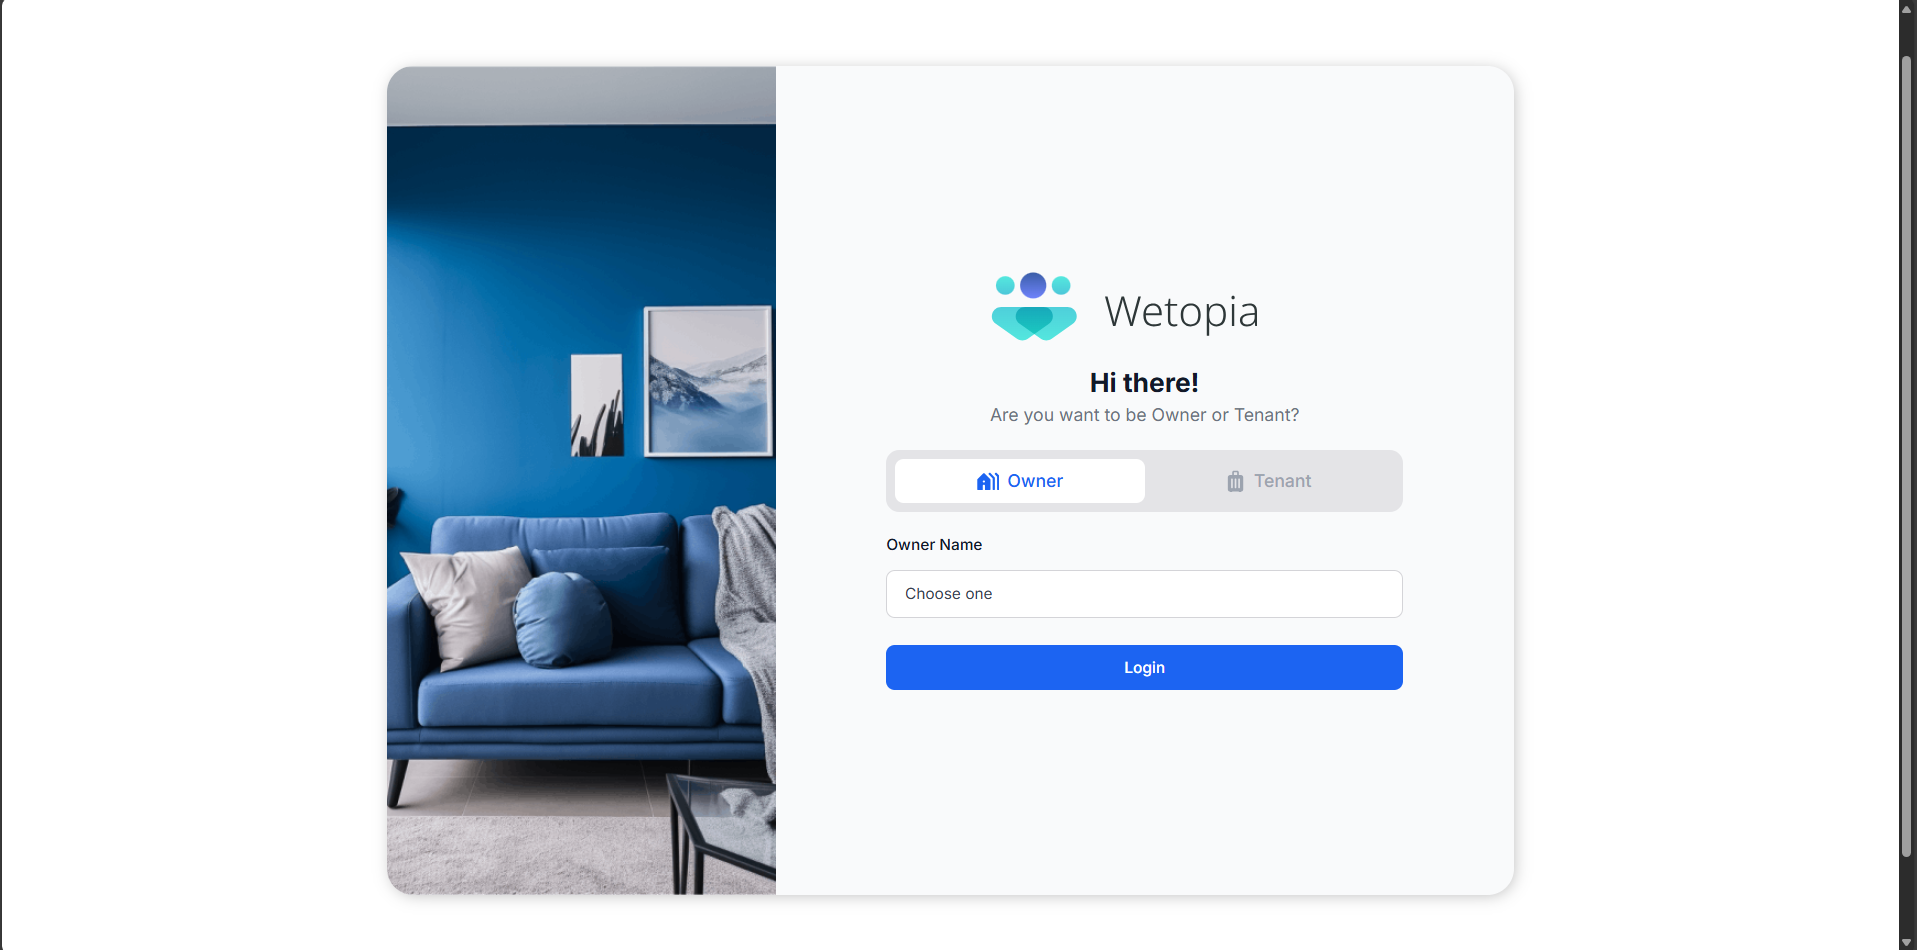 Wetopia
Hi there!
Are you want to be Owner or Tenant?
Owner
Tenant
Owner Name
Choose one
Login